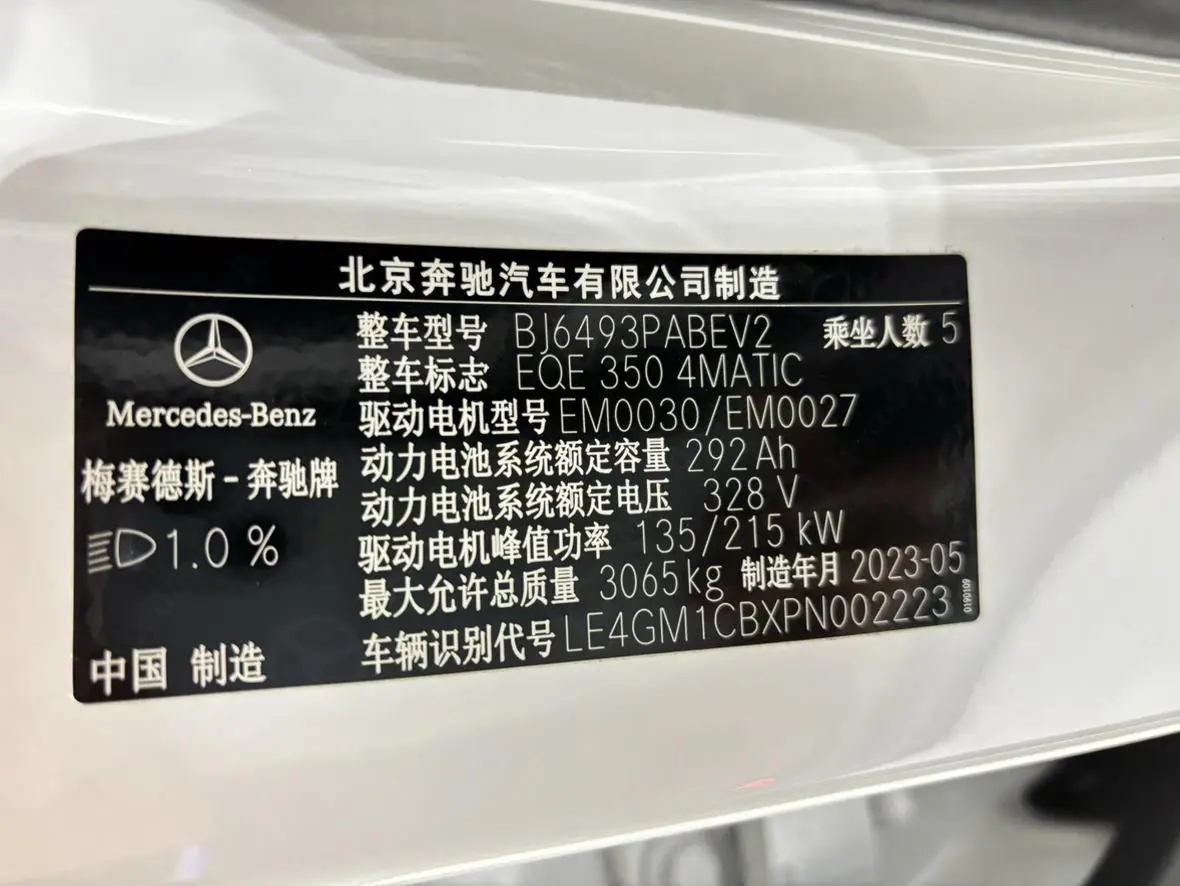 北京奔驰汽车有限公司制造
整车型号 BJ6493PABEV2 乘坐人数 5
整车标志 EQE 350 4MATIC
驱动电机型号 EM0030/EM0027
动力电池系统额定容量 292Ah
动力电池系统额定电压 328 V
驱动电机峰值功率 135/215 kW
最大允许总质量 3065kg 制造年月 2023-05
车辆识别代号 LE4GM1CBXPN002223
0190109
Mercedes-Benz
梅赛德斯-奔驰牌
1.0 %
中国 制造